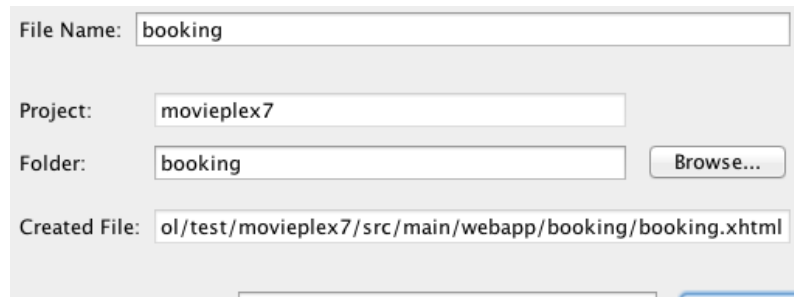 File Name: booking
Project: movieplex7
Folder: booking Browse...
Created File: ol/test/movieplex7/src/main/webapp/booking/booking.xhtml